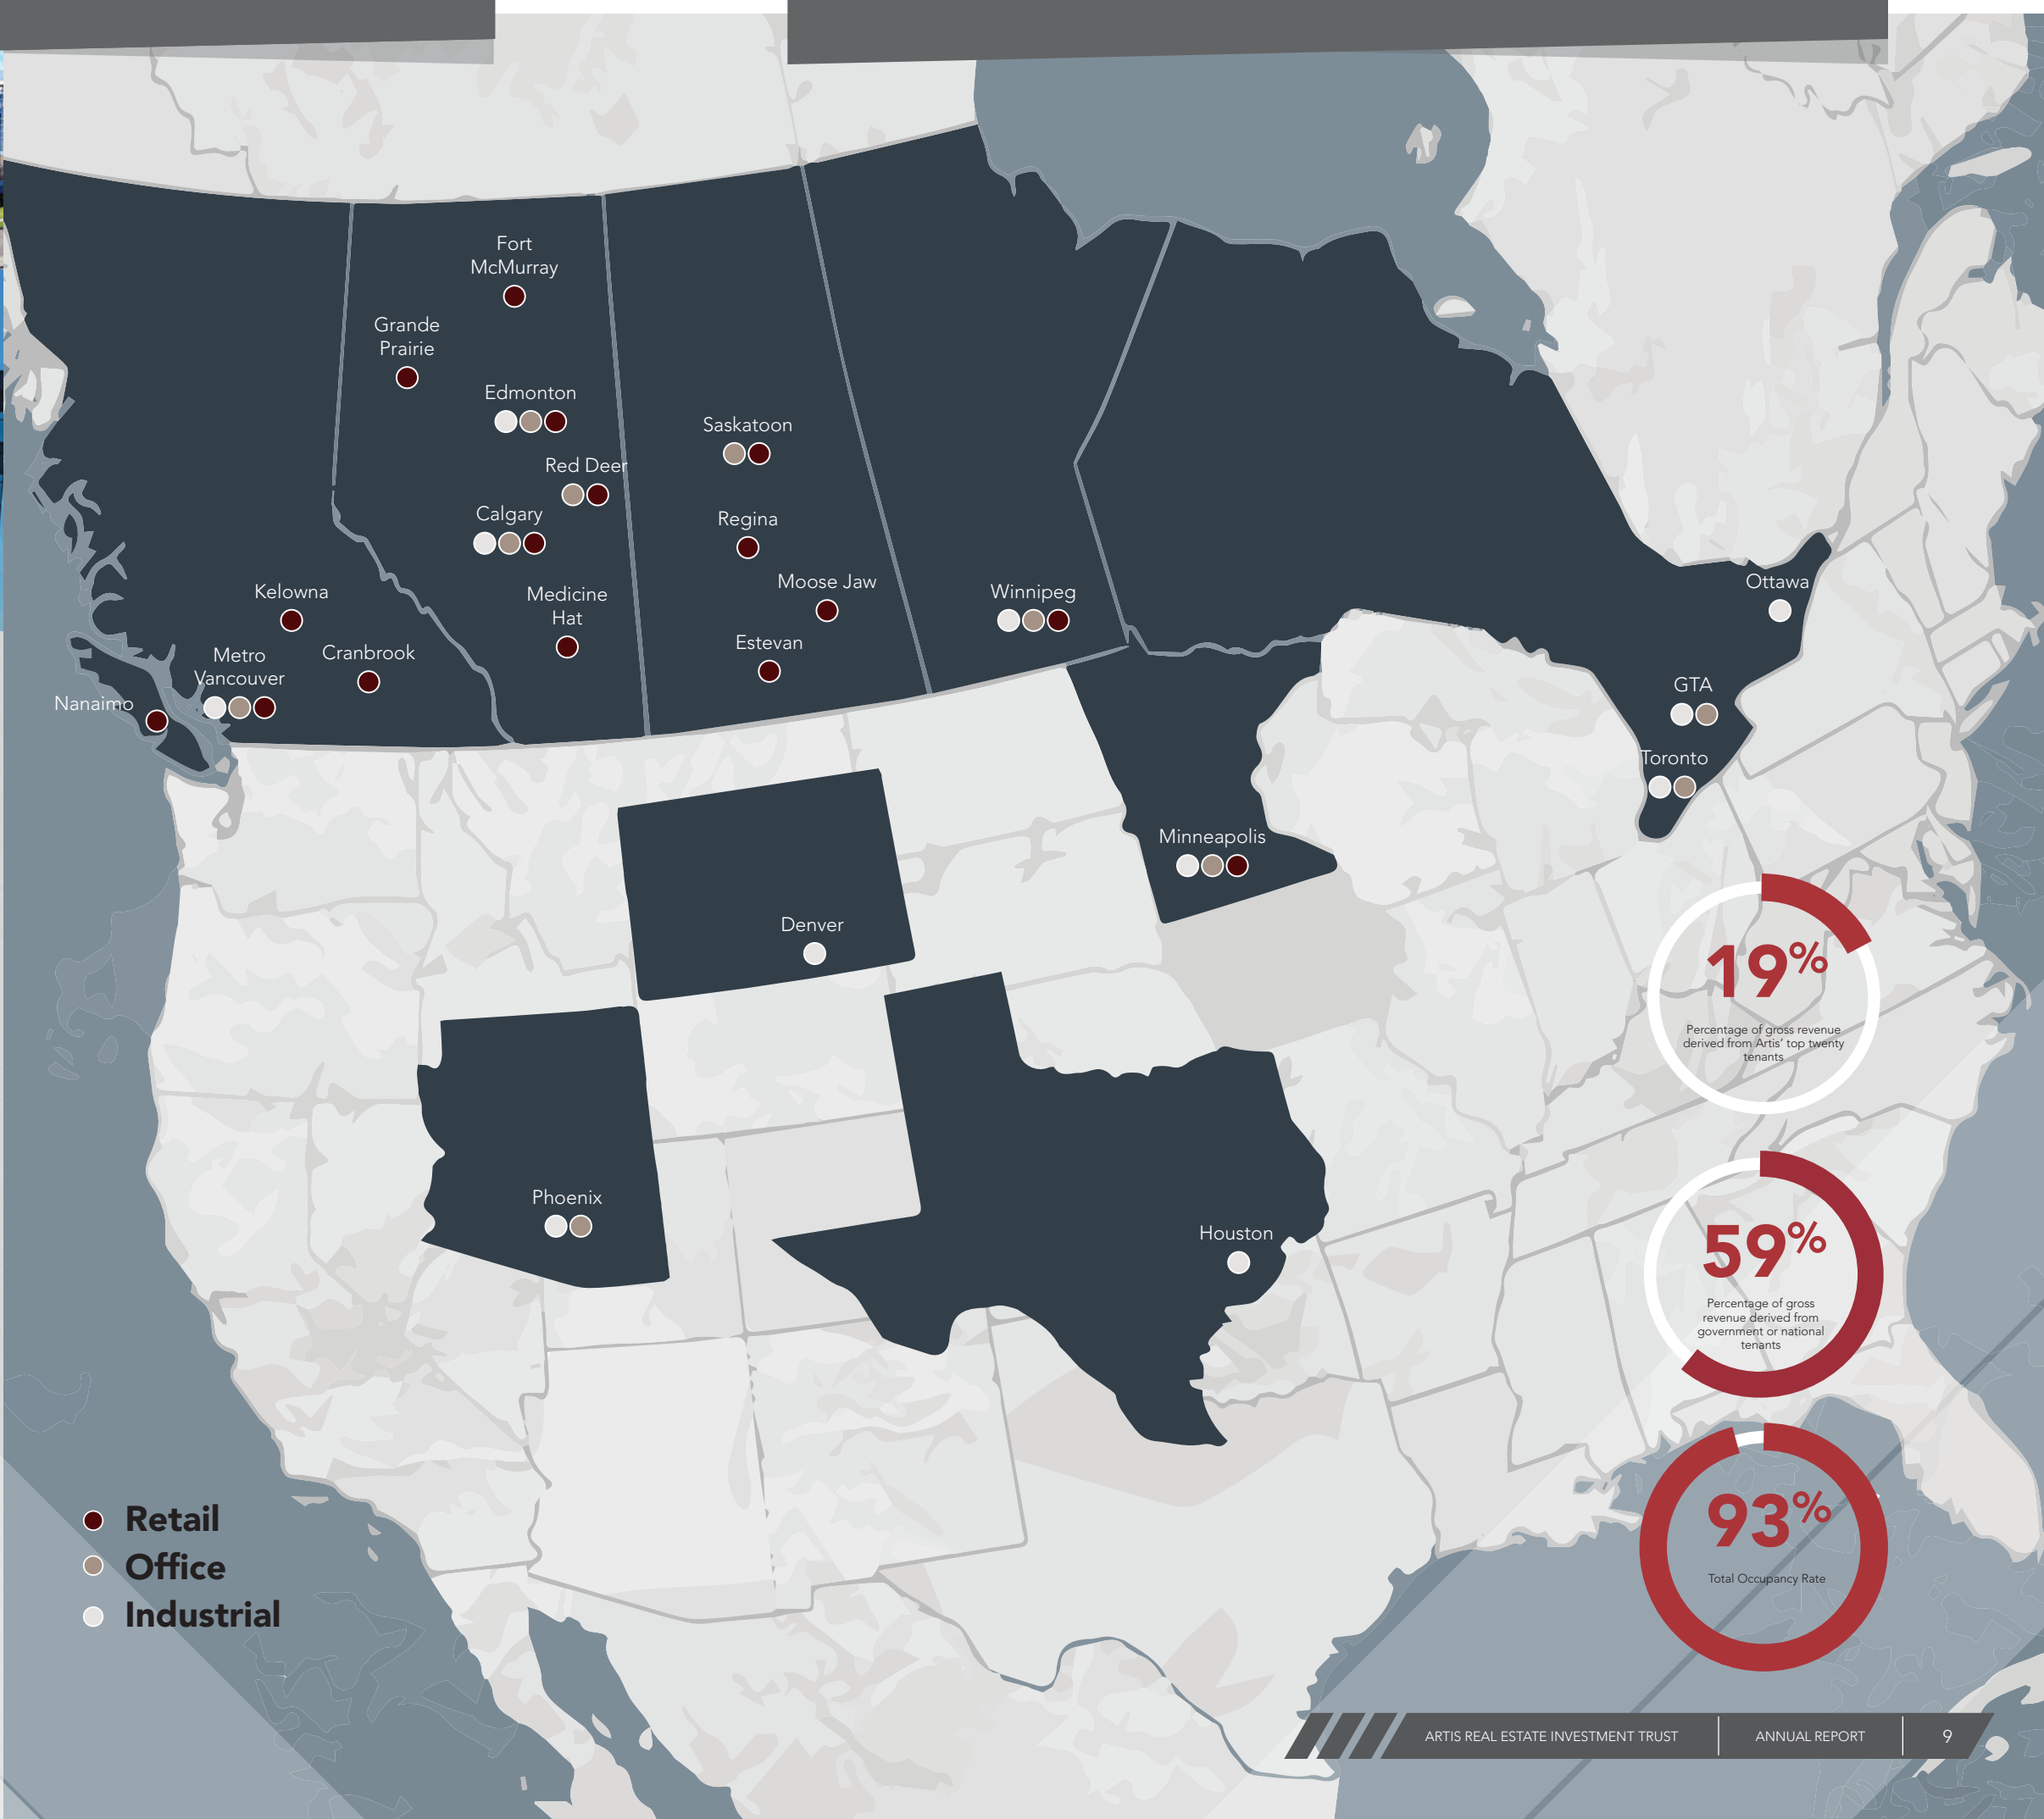 Fort
McMurray
Grande
Prairie
Edmonton
Saskatoon
Red Deer
Calgary
Regina
Kelowna
Medicine
Hat
Moose Jaw
Winnipeg
Ottawa
Metro
Vancouver
Cranbrook
Estevan
Nanaimo
GTA
Toronto
Minneapolis
Denver
Phoenix
Houston
19%
Percentage of gross revenue
derived from Artis' top twenty
tenants
59%
Percentage of gross
revenue derived from
government or national
tenants
93%
Total Occupancy Rate
Retail
Office
Industrial
ARTIS REAL ESTATE INVESTMENT TRUST
ANNUAL REPORT
9